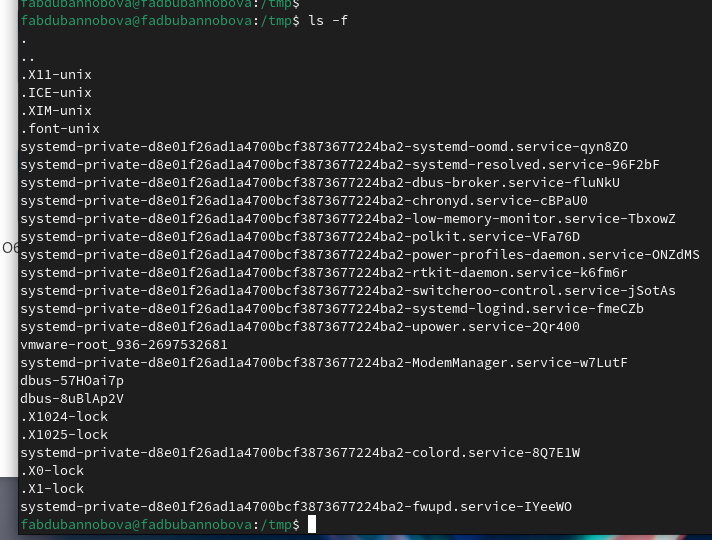 fabdubannobova@fadbubannobova:/tmp$
fabdubannobova@fadbubannobova:/tmp$ ls -f
.
..
.X11-unix
.ICE-unix
.XIM-unix
.font-unix
systemd-private-d8e01f26ad1a4700bcf3873677224ba2-systemd-oomd.service-qyn8ZO
systemd-private-d8e01f26ad1a4700bcf3873677224ba2-systemd-resolved.service-96F2bF
systemd-private-d8e01f26ad1a4700bcf3873677224ba2-dbus-broker.service-fluNkU
systemd-private-d8e01f26ad1a4700bcf3873677224ba2-chronyd.service-cBPaU0
systemd-private-d8e01f26ad1a4700bcf3873677224ba2-low-memory-monitor.service-TbxowZ
systemd-private-d8e01f26ad1a4700bcf3873677224ba2-polkit.service-VFa76D
systemd-private-d8e01f26ad1a4700bcf3873677224ba2-power-profiles-daemon.service-ONZdMS
systemd-private-d8e01f26ad1a4700bcf3873677224ba2-rtkit-daemon.service-k6fm6r
systemd-private-d8e01f26ad1a4700bcf3873677224ba2-switcheroo-control.service-jSotAs
systemd-private-d8e01f26ad1a4700bcf3873677224ba2-systemd-logind.service-fmeCZb
systemd-private-d8e01f26ad1a4700bcf3873677224ba2-upower.service-2Qr400
vmware-root_936-2697532681
systemd-private-d8e01f26ad1a4700bcf3873677224ba2-ModemManager.service-w7LutF
dbus-57HOai7p
dbus-8uBlAp2V
.X1024-lock
.X1025-lock
systemd-private-d8e01f26ad1a4700bcf3873677224ba2-colord.service-8Q7E1W
.X0-lock
.X1-lock
systemd-private-d8e01f26ad1a4700bcf3873677224ba2-fwupd.service-IYeeWO
fabdubannobova@fadbubannobova:/tmp$